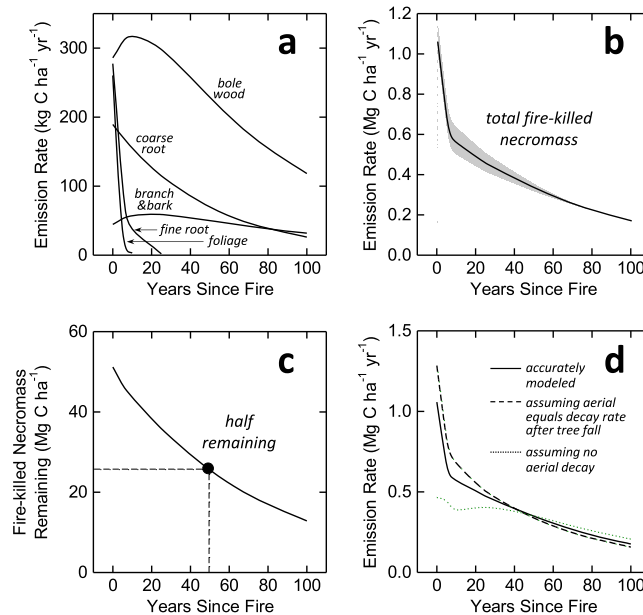 a
Emission Rate (kg C ha⁻¹ yr⁻¹)
300
200
100
0
bole
wood
coarse
root
branch
&bark
fine root
foliage
0 20 40 60 80 100
Years Since Fire
b
Emission Rate (Mg C ha⁻¹ yr⁻¹)
1.2
1.0
0.8
0.6
0.4
0.2
0.0
total fire-killed
necromass
0 20 40 60 80 100
Years Since Fire
c
Fire-killed Necromass
Remaining (Mg C ha⁻¹)
60
40
20
0
half
remaining
0 20 40 60 80 100
Years Since Fire
d
Emission Rate (Mg C ha⁻¹ yr⁻¹)
1.5
1.0
0.5
0.0
accurately
modeled
assuming aerial
equals decay rate
after tree fall
assuming no
aerial decay
0 20 40 60 80 100
Years Since Fire